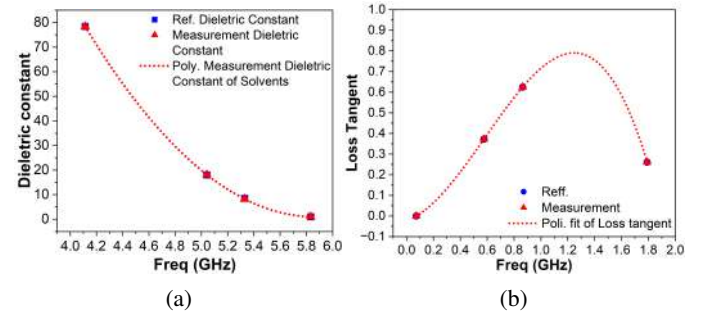 80
70
60
50
40
30
20
10
0
Dieletric constant
Ref. Dieletric Constant
Measurement Dieletric
Constant
Poly. Measurement Dieletric
Constant of Solvents
4.0 4.2 4.4 4.6 4.8 5.0 5.2 5.4 5.6 5.8 6.0
Freq (GHz)
(a)
1.0
0.9
0.8
0.7
0.6
0.5
0.4
0.3
0.2
0.1
0.0
-0.1
Loss Tangent
Reff.
Measurement
Poli. fit of Loss tangent
0.0 0.2 0.4 0.6 0.8 1.0 1.2 1.4 1.6 1.8 2.0
Freq (GHz)
(b)